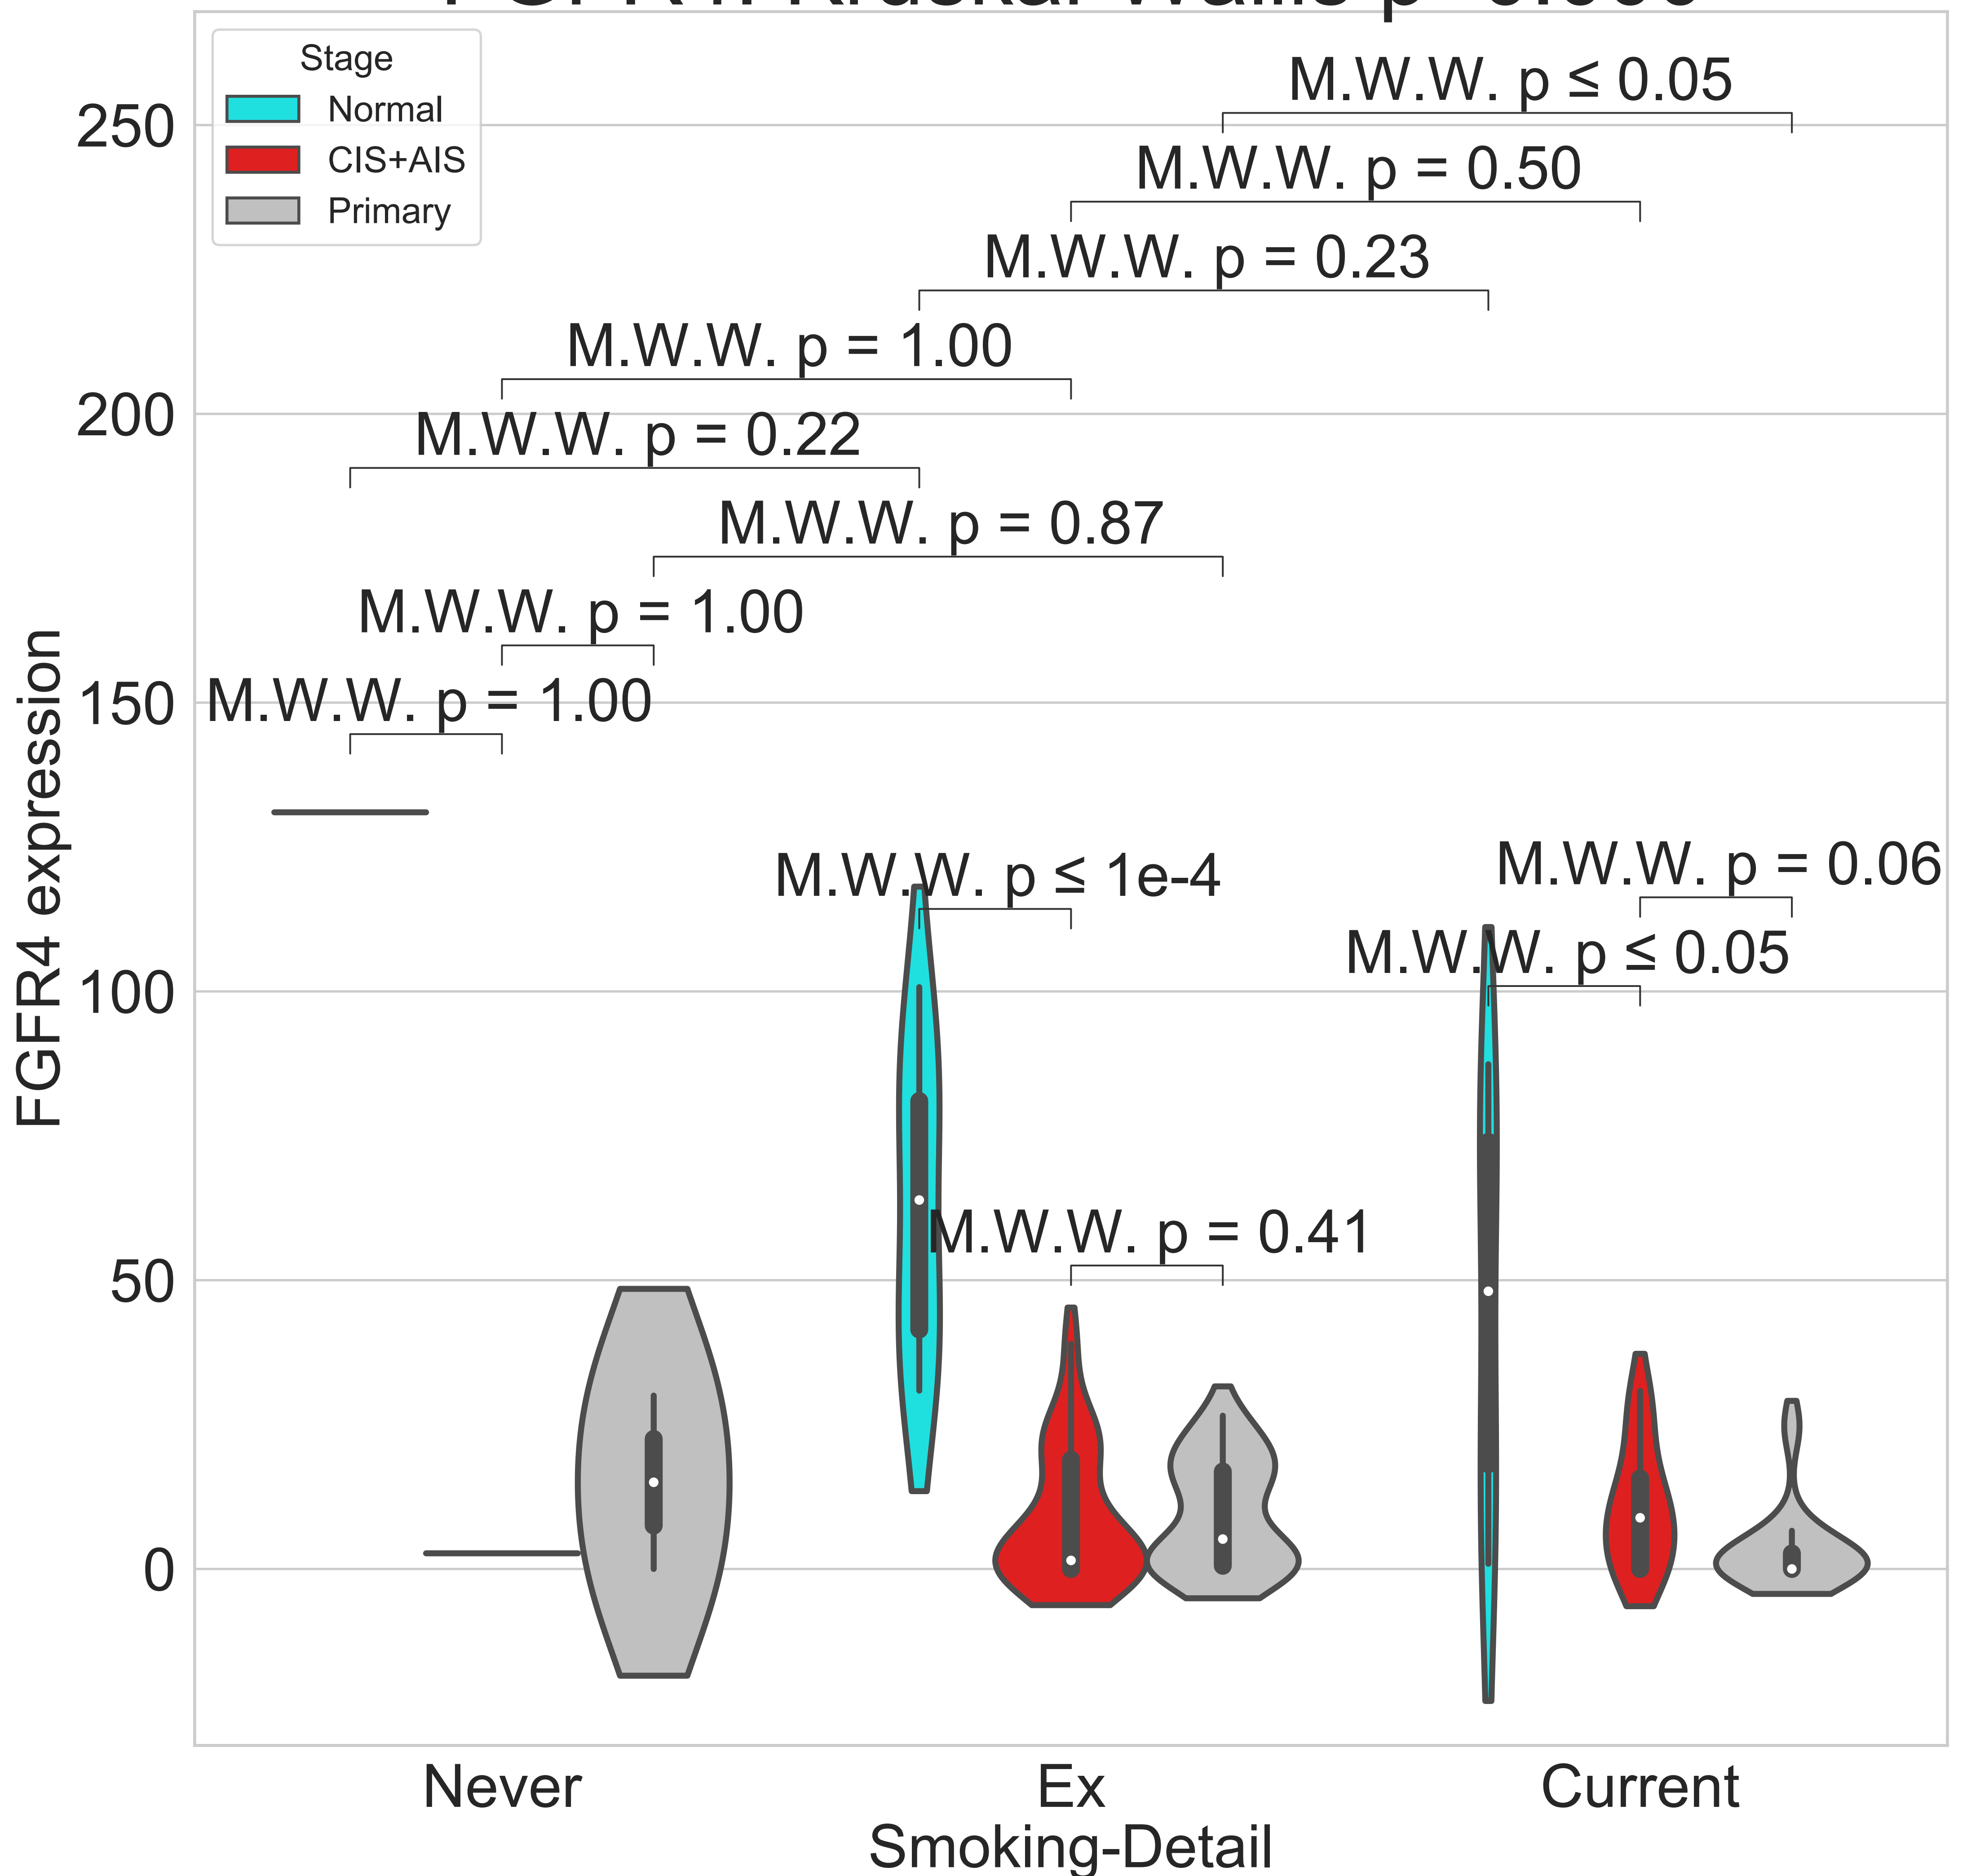 Stage
Normal
CIS+AIS
Primary
M.W.W. p ≤ 0.05
M.W.W. p = 0.50
M.W.W. p = 0.23
M.W.W. p = 1.00
M.W.W. p = 0.22
M.W.W. p = 0.87
M.W.W. p = 1.00
M.W.W. p = 1.00
M.W.W. p ≤ 1e-4
M.W.W. p = 0.06
M.W.W. p ≤ 0.05
M.W.W. p = 0.41
250
200
150
100
50
0
FGFR4 expression
Never
Ex
Current
Smoking-Detail